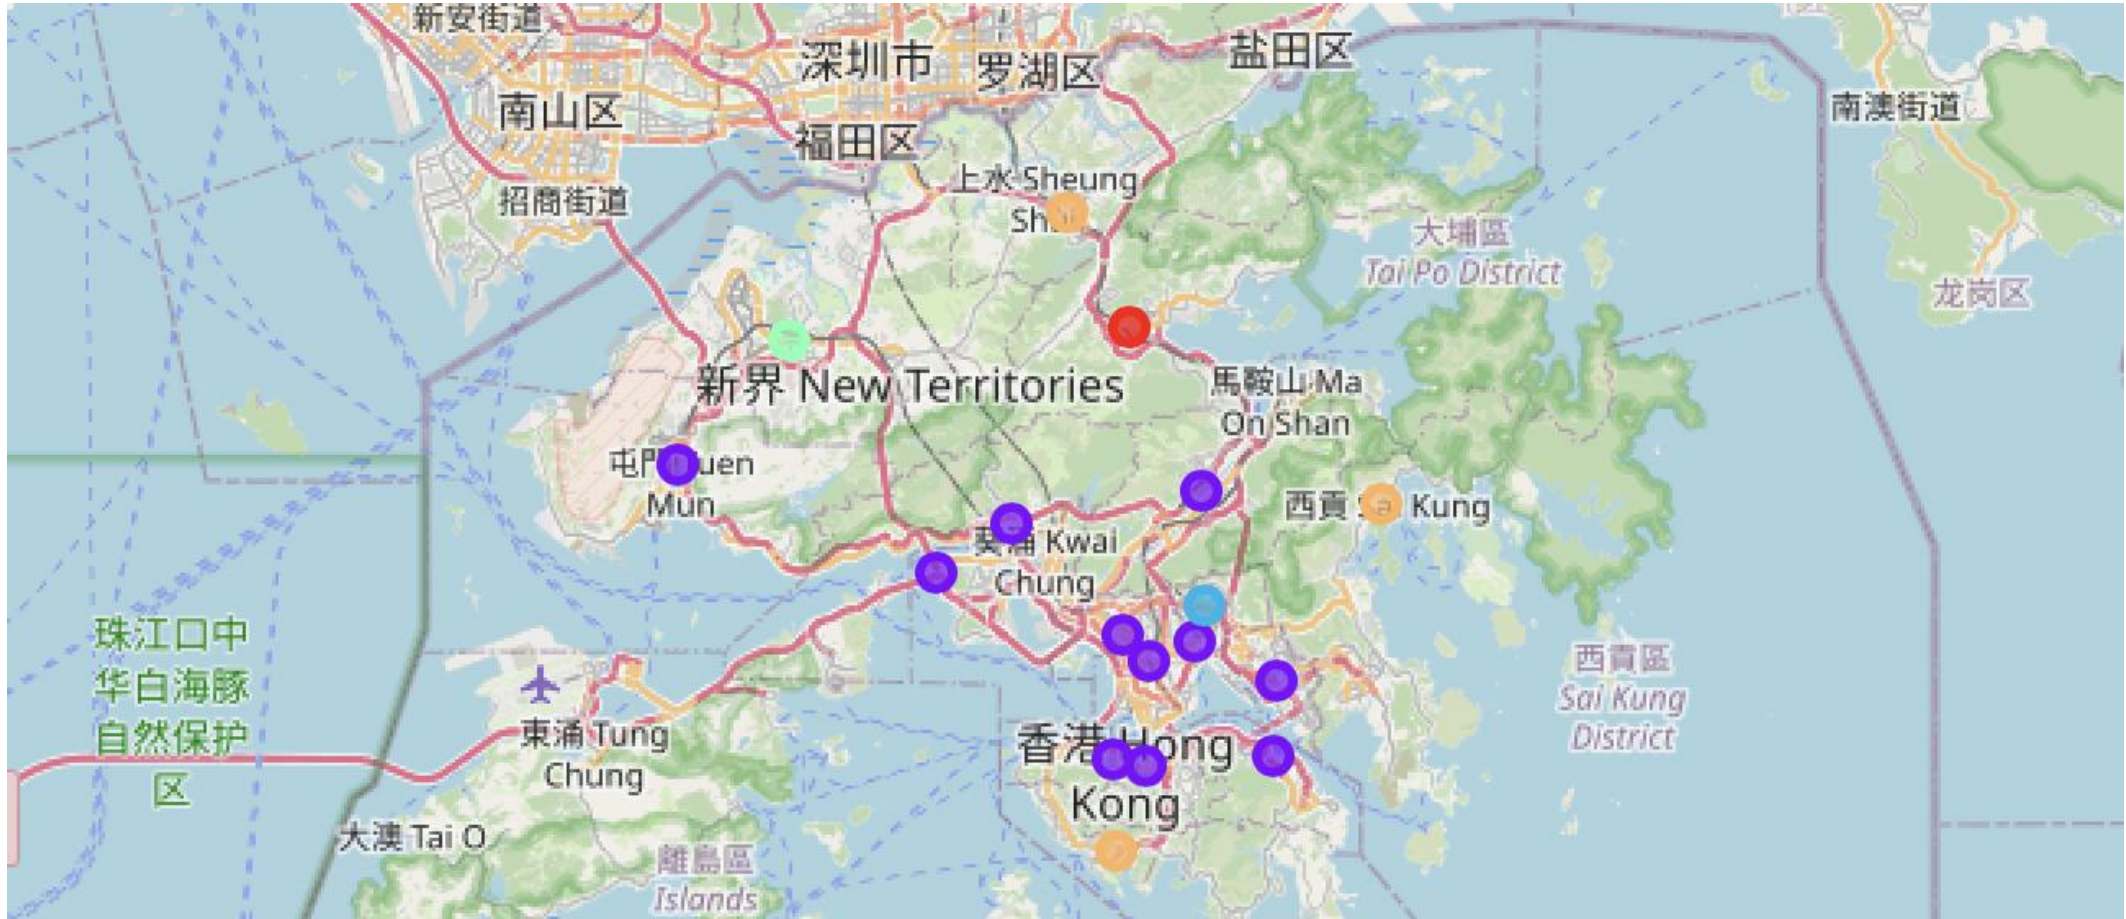 新安街道
深圳市
罗湖区
盐田区
南山区
福田区
南澳街道
招商街道
上水 Sheung
大埔區
Tai Po District
龙岗区
新界 New Territories
馬鞍山 Ma
On Shan
屯門
Mun
西貢
Kung
Kwai
Chung
珠江口中
华白海豚
自然保护
区
西貢區
Sai Kung
District
東涌 Tung
Chung
香港 Hong
Kong
大澳 Tai O
離島區
Islands